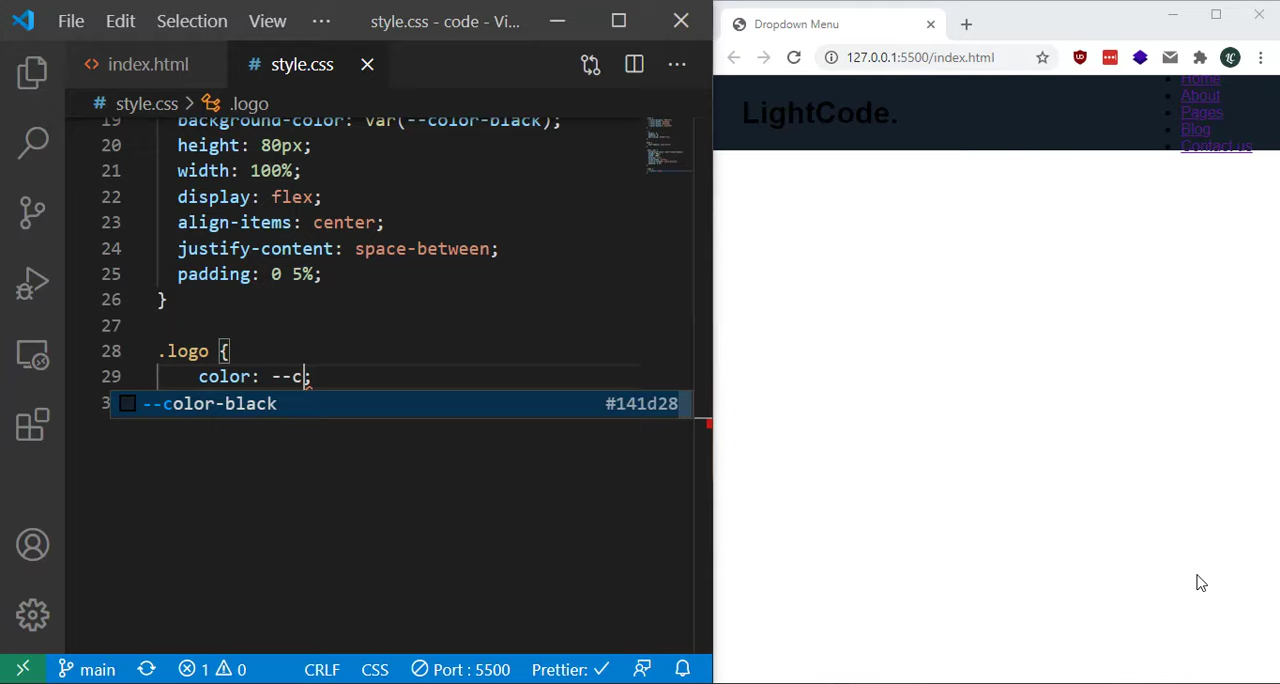 File Edit Selection View ··· style.css - code - Vi...
index.html style.css
style.css > .logo
19 background-color: var(--color-black);
20 height: 80px;
21 width: 100%;
22 display: flex;
23 align-items: center;
24 justify-content: space-between;
25 padding: 0 5%;
26 }
27
28 .logo {
29 color: --c;
3
--color-black #141d28
main 1 0 CRLF CSS Port : 5500 Prettier:
Dropdown Menu
127.0.0.1:5500/index.html LC
Home
About
LightCode.
Pages
Blog
Contact us